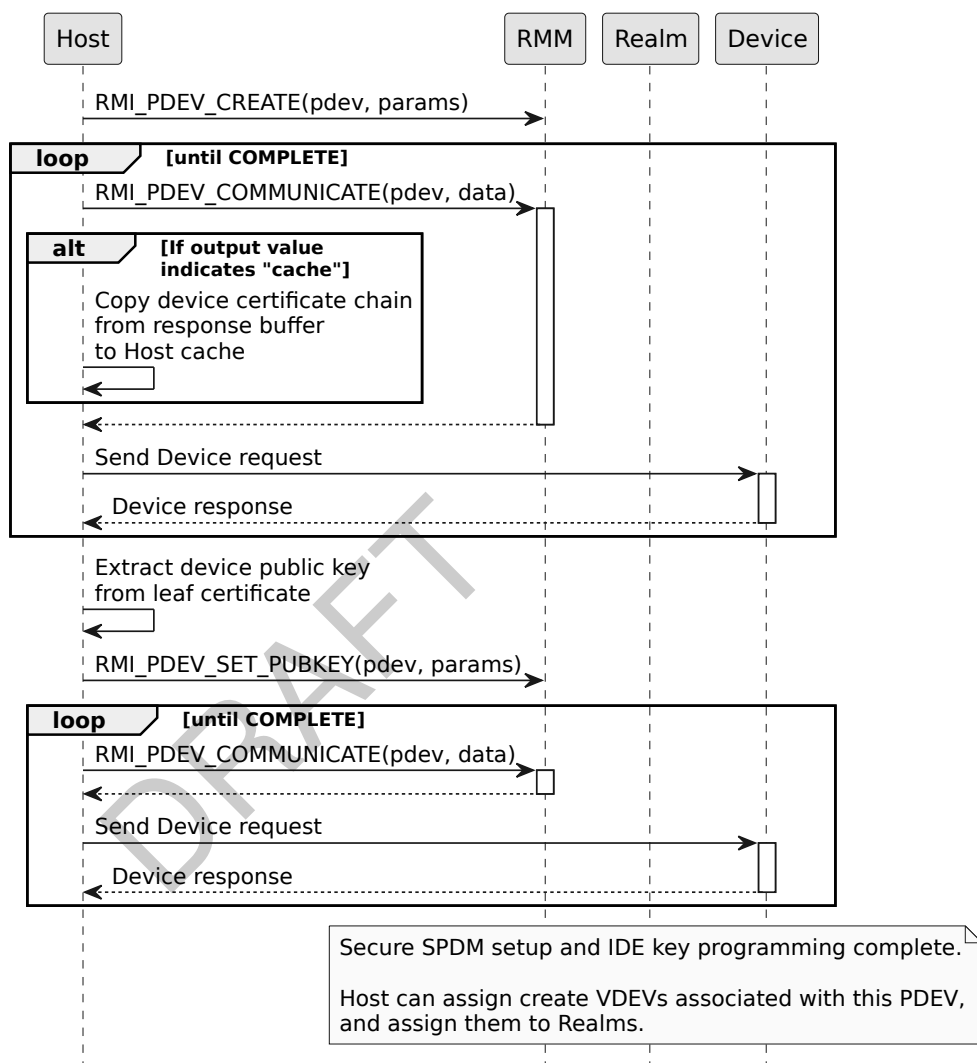 Host
RMM
Realm
Device
RMI_PDEV_CREATE(pdev, params)
loop
[until COMPLETE]
RMI_PDEV_COMMUNICATE(pdev, data)
alt
[If output value
indicates "cache"]
Copy device certificate chain
from response buffer
to Host cache
Send Device request
Device response
Extract device public key
from leaf certificate
RMI_PDEV_SET_PUBKEY(pdev, params)
loop
[until COMPLETE]
RMI_PDEV_COMMUNICATE(pdev, data)
Send Device request
Device response
DRAFT
Secure SPDM setup and IDE key programming complete.
Host can assign create VDEVs associated with this PDEV,
and assign them to Realms.